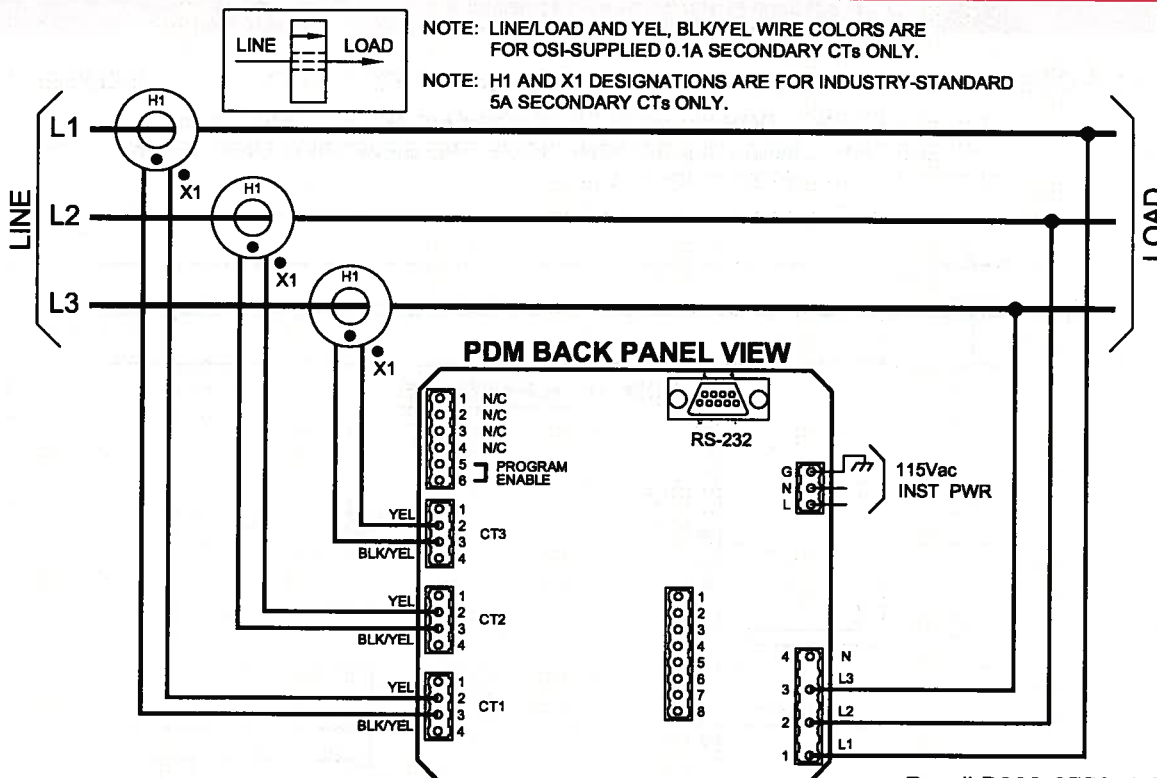 LINE
LOAD
NOTE: LINE/LOAD AND YEL, BLK/YEL WIRE COLORS ARE
FOR OSI-SUPPLIED 0.1A SECONDARY CTs ONLY.
NOTE: H1 AND X1 DESIGNATIONS ARE FOR INDUSTRY-STANDARD
5A SECONDARY CTs ONLY.
LINE
L1
H1
X1
L2
H1
X1
L3
H1
X1
LOAD
PDM BACK PANEL VIEW
1 N/C
2 N/C
3 N/C
4 N/C
5 PROGRAM
6 ENABLE
RS-232
G
N
L
115Vac
INST PWR
YEL
BLK/YEL
1
2
3
4
CT3
YEL
BLK/YEL
1
2
3
4
CT2
YEL
BLK/YEL
1
2
3
4
CT1
1
2
3
4
5
6
7
8
4 N
3 L3
2 L2
1 L1